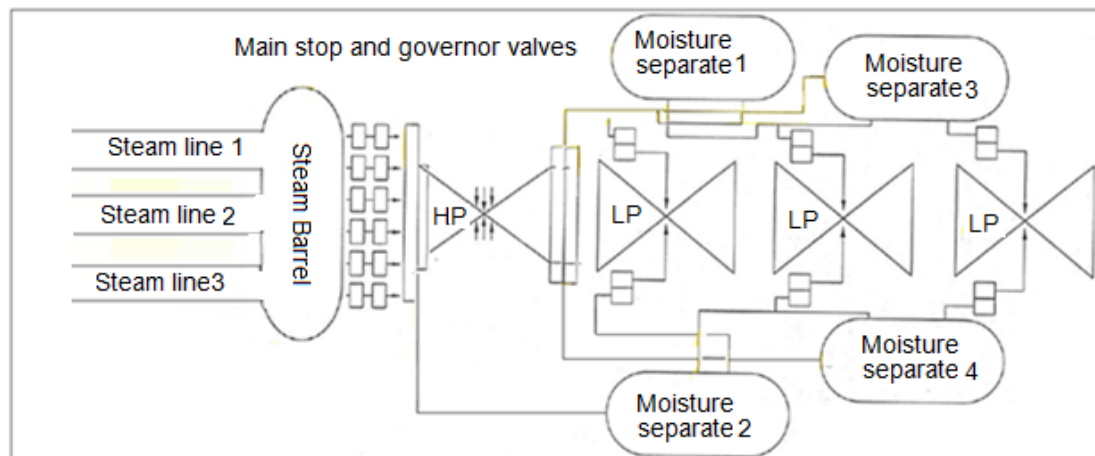 Main stop and governor valves
Moisture
separate 1
Moisture
separate 3
Steam line 1
Steam line 2
Steam line3
Steam Barrel
HP
LP
LP
LP
Moisture
separate 2
Moisture
separate 4